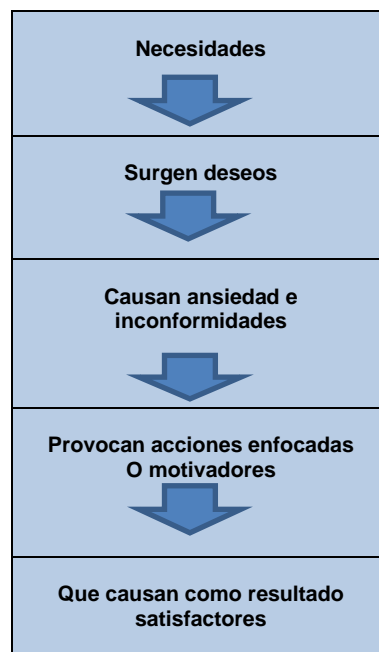 Necesidades
Surgen deseos
Causan ansiedad e
inconformidades
Provocan acciones enfocadas
O motivadores
Que causan como resultado
satisfactores